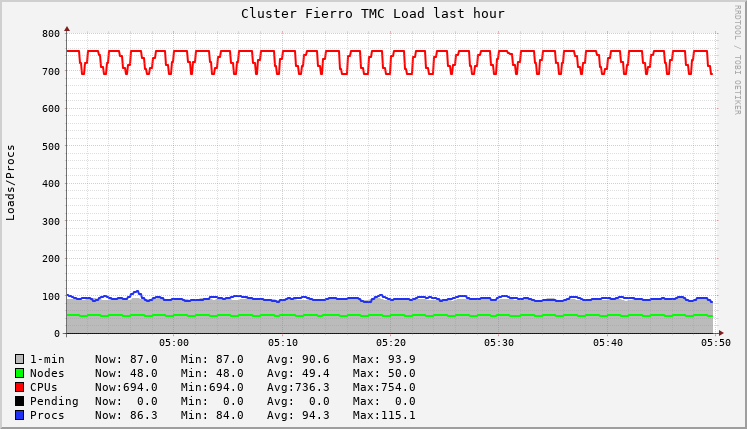 Cluster Fierro TMC Load last hour
RRDTOOL / TOBI OETIKER
Loads/Procs
800
700
600
500
400
300
200
100
0
05:00 05:10 05:20 05:30 05:40 05:50
1-min Now: 87.0 Min: 87.0 Avg: 90.6 Max: 93.9
Nodes Now: 48.0 Min: 48.0 Avg: 49.4 Max: 50.0
CPUs Now:694.0 Min:694.0 Avg:736.3 Max:754.0
Pending Now: 0.0 Min: 0.0 Avg: 0.0 Max: 0.0
Procs Now: 86.3 Min: 84.0 Avg: 94.3 Max:115.1